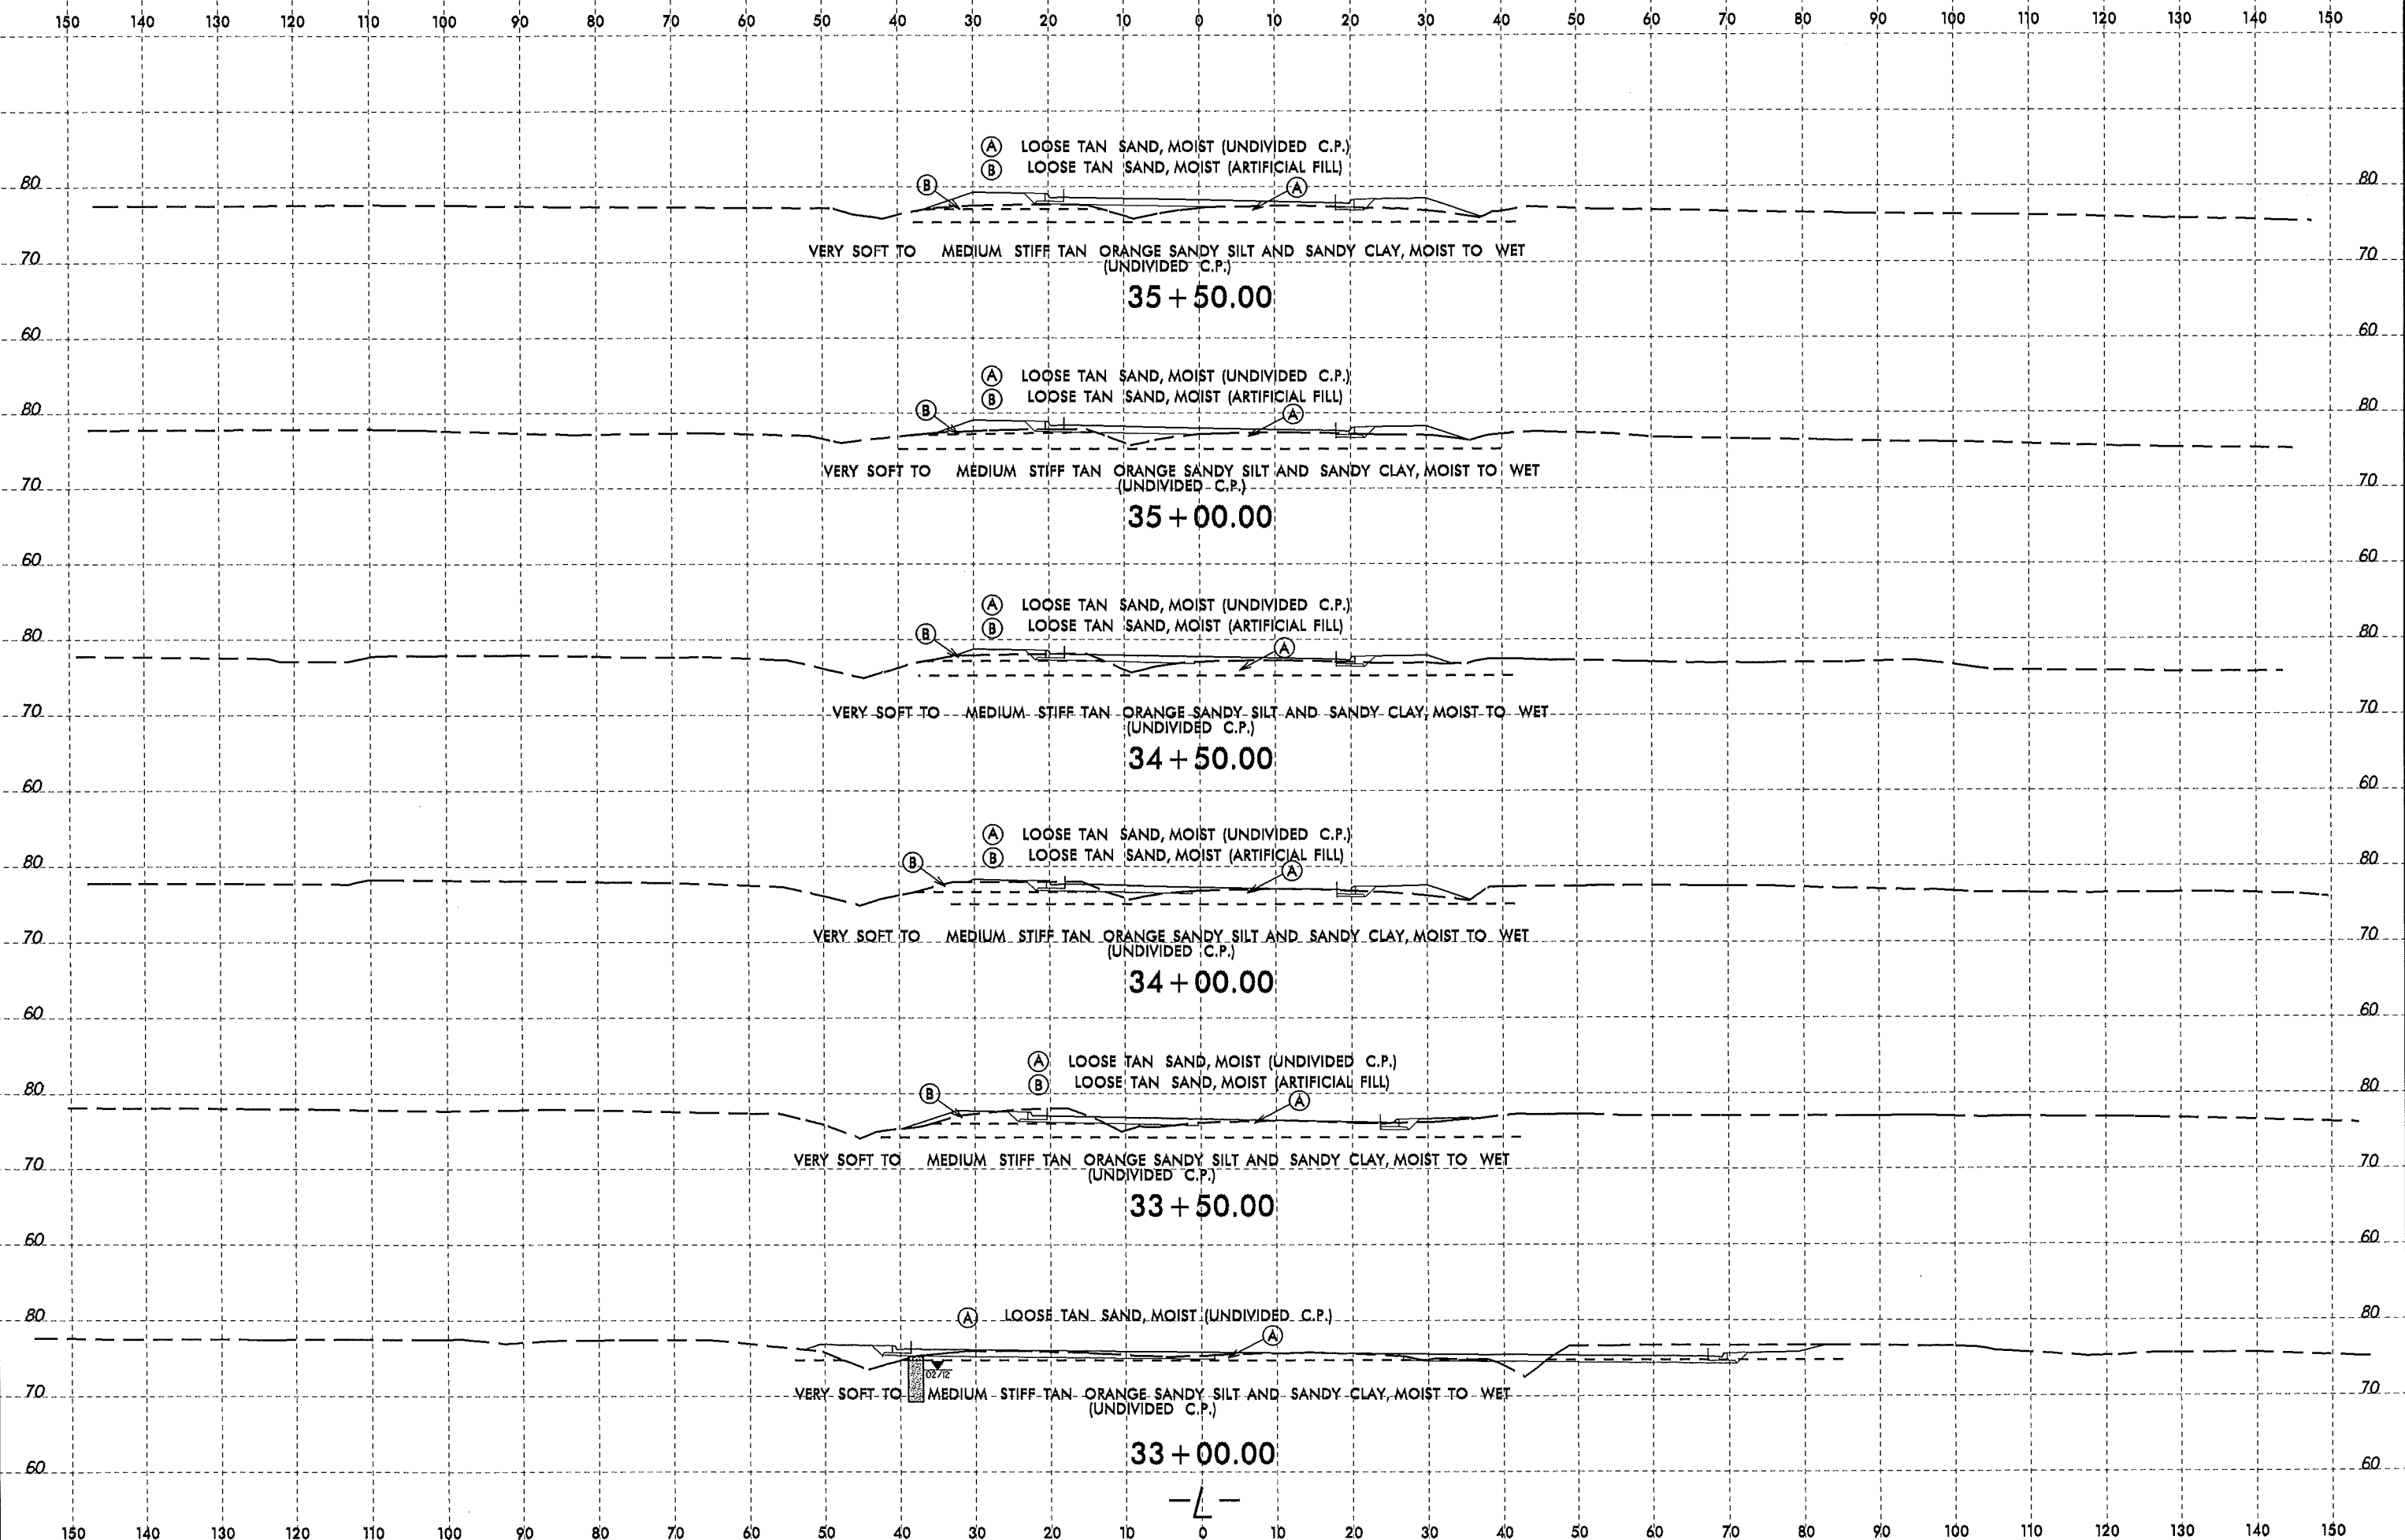 150 140 130 120 110 100 90 80 70 60 50 40 30 20 10 0 10 20 30 40 50 60 70 80 90 100 110 120 130 140 150
A LOOSE TAN SAND, MOIST (UNDIVIDED C.P.)
B LOOSE TAN SAND, MOIST (ARTIFICIAL FILL)
80 B A 80
VERY SOFT TO MEDIUM STIFF TAN ORANGE SANDY SILT AND SANDY CLAY, MOIST TO WET
70 (UNDIVIDED C.P.) 70
35+50.00
60 60
A LOOSE TAN SAND, MOIST (UNDIVIDED C.P.)
B LOOSE TAN SAND, MOIST (ARTIFICIAL FILL)
80 B A 80
VERY SOFT TO MEDIUM STIFF TAN ORANGE SANDY SILT AND SANDY CLAY, MOIST TO WET
70 (UNDIVIDED C.P.) 70
35+00.00
60 60
A LOOSE TAN SAND, MOIST (UNDIVIDED C.P.)
B LOOSE TAN SAND, MOIST (ARTIFICIAL FILL)
80 B A 80
70 VERY SOFT TO MEDIUM STIFF TAN ORANGE SANDY SILT AND SANDY CLAY, MOIST TO WET 70
(UNDIVIDED C.P.)
34+50.00
60 60
A LOOSE TAN SAND, MOIST (UNDIVIDED C.P.)
B LOOSE TAN SAND, MOIST (ARTIFICIAL FILL)
80 B A 80
70 VERY SOFT TO MEDIUM STIFF TAN ORANGE SANDY SILT AND SANDY CLAY, MOIST TO WET 70
(UNDIVIDED C.P.)
34+00.00
60 60
A LOOSE TAN SAND, MOIST (UNDIVIDED C.P.)
B LOOSE TAN SAND, MOIST (ARTIFICIAL FILL)
80 B A 80
VERY SOFT TO MEDIUM STIFF TAN ORANGE SANDY SILT AND SANDY CLAY, MOIST TO WET
70 (UNDIVIDED C.P.) 70
33+50.00
60 60
80 A LOOSE TAN SAND, MOIST (UNDIVIDED C.P.) 80
A
02/12
70 VERY SOFT TO MEDIUM STIFF TAN ORANGE SANDY SILT AND SANDY CLAY, MOIST TO WET 70
(UNDIVIDED C.P.)
33+00.00
60 60
-L-
150 140 130 120 110 100 90 80 70 60 50 40 30 20 10 0 10 20 30 40 50 60 70 80 90 100 110 120 130 140 150